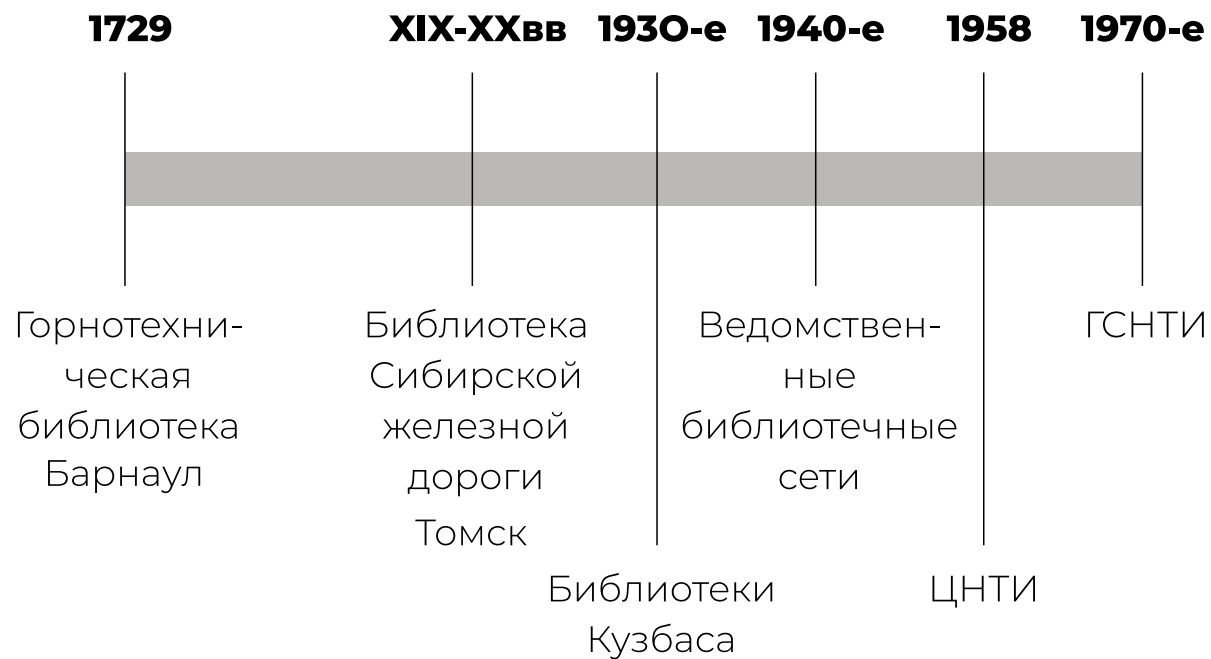 1729
XIX-XXвв
1930-е
1940-е
1958
1970-е
Горнотехни-
ческая
библиотека
Барнаул
Библиотека
Сибирской
железной
дороги
Томск
Библиотеки
Кузбаса
Ведомствен-
ные
библиотечные
сети
ЦНТИ
ГСНТИ